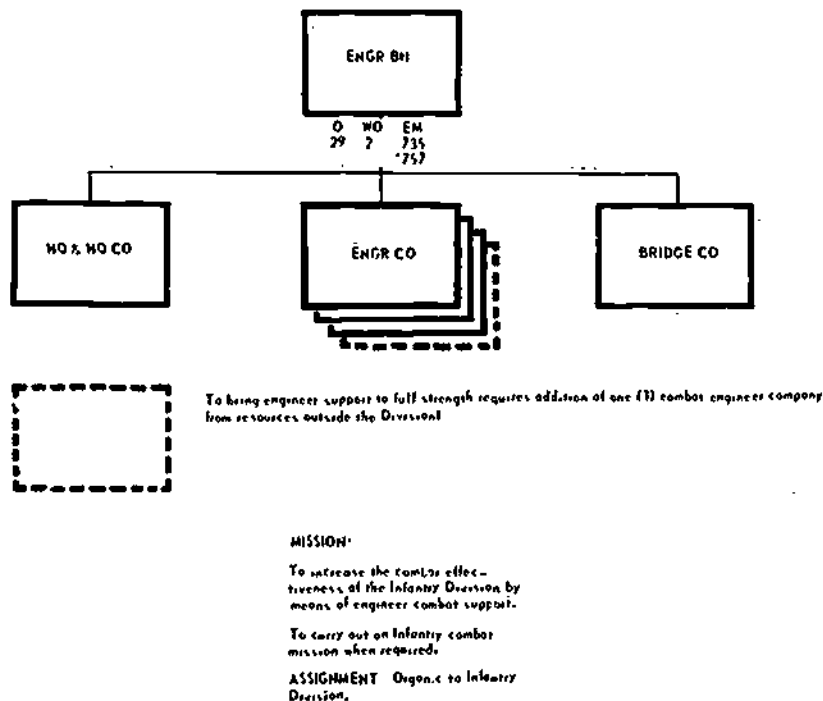 ENGR BN
O WO EM
29 2 735
*757
HQ & HQ CO
ENGR CO
BRIDGE CO
To bring engineer support to full strength requires addition of one (1) combat engineer company
from resources outside the Division!
MISSION:
To increase the combat effec-
tiveness of the Infantry Division by
means of engineer combat support.
To carry out an Infantry combat
mission when required.
ASSIGNMENT Organic to Infantry
Division.